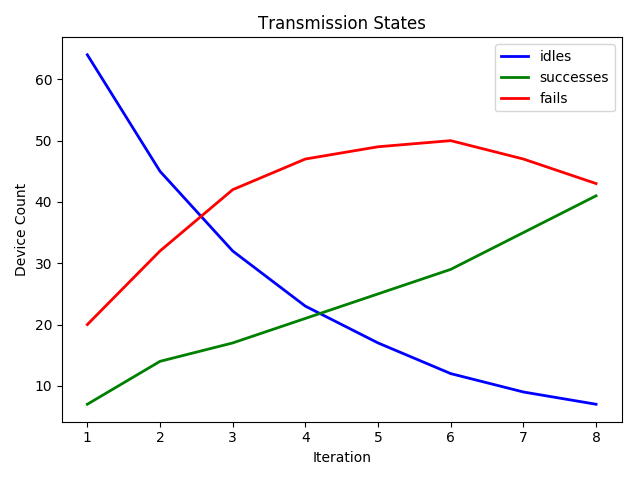 Transmission States
idles
successes
fails
Device Count
60
50
40
30
20
10
1 2 3 4 5 6 7 8
Iteration